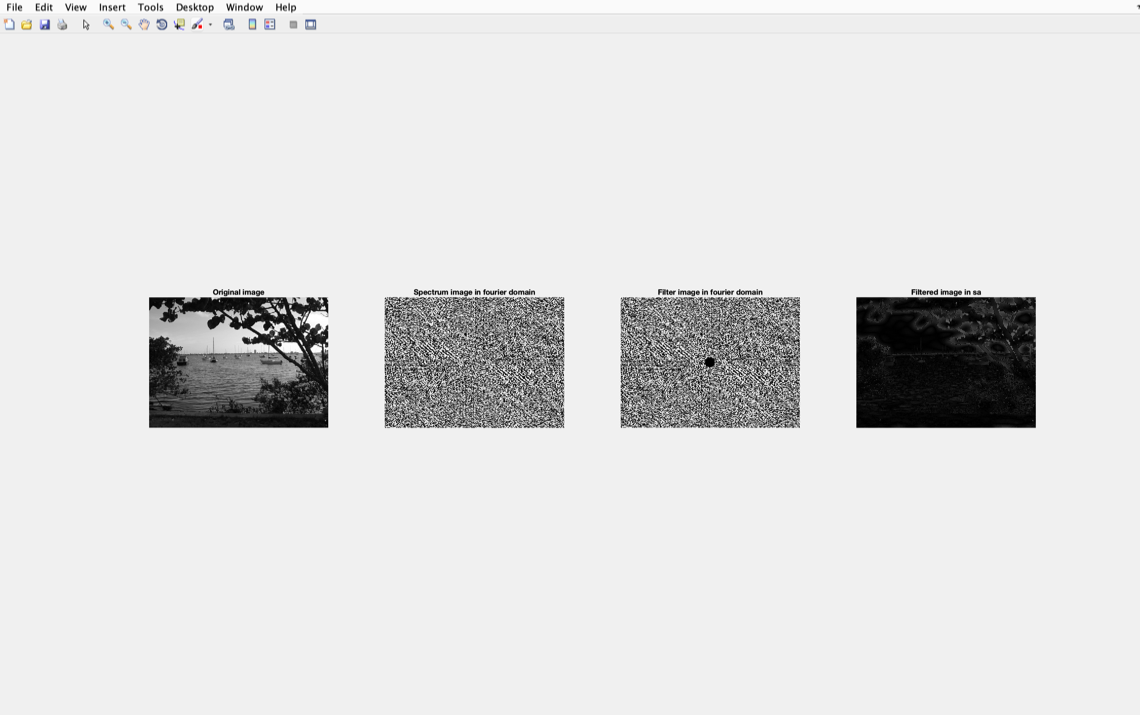 File Edit View Insert Tools Desktop Window Help
Original image
Spectrum image in fourier domain
Filter image in fourier domain
Filtered image in sa